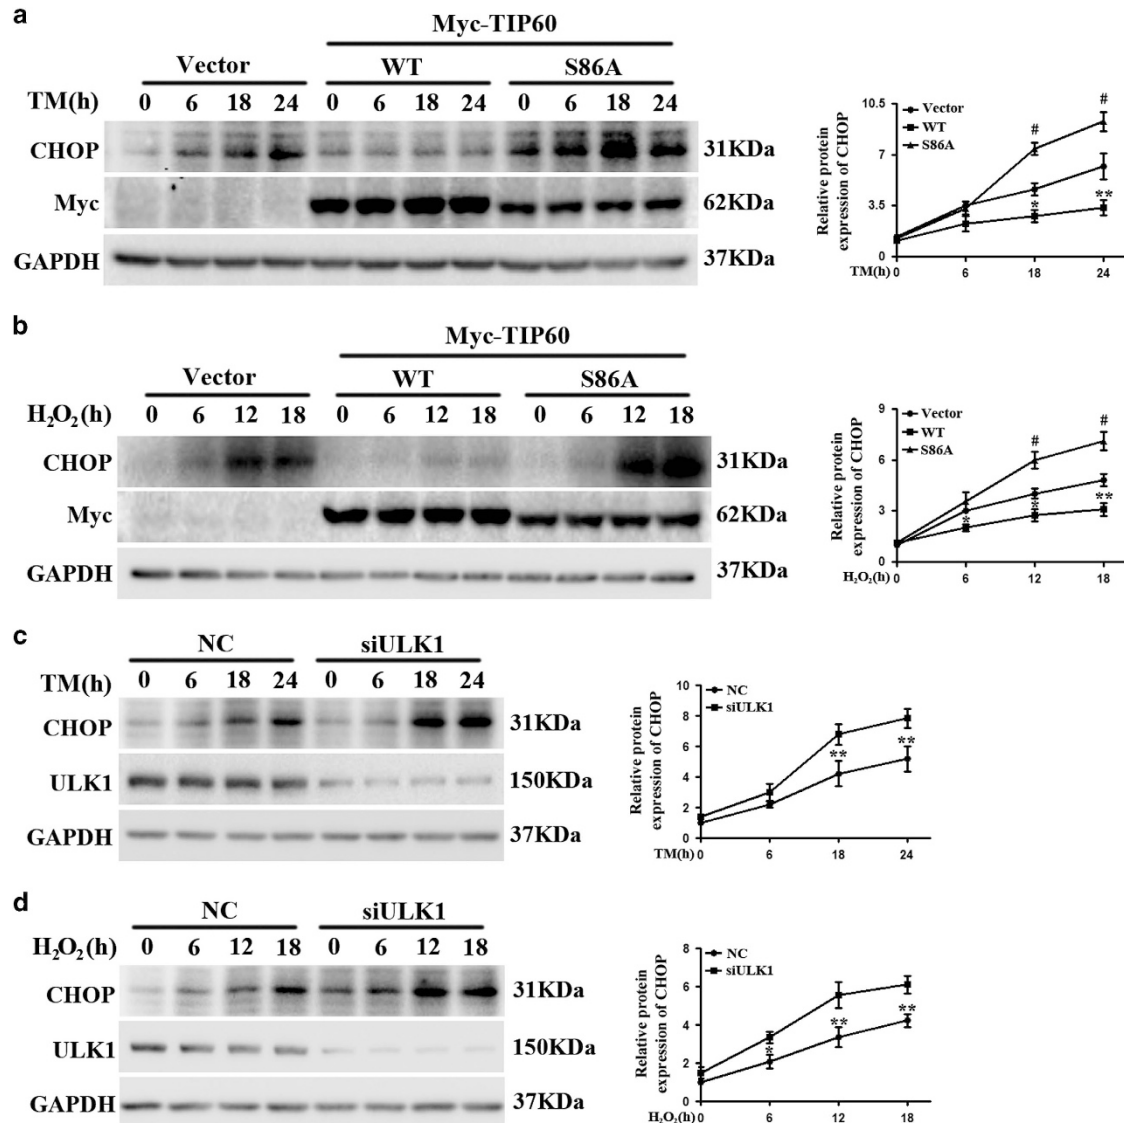 a
Myc-TIP60
Vector WT S86A
TM(h) 0 6 18 24 0 6 18 24 0 6 18 24
CHOP 31KDa
Myc 62KDa
GAPDH 37KDa
Relative protein
expression of CHOP
10.5
7
3.5
0
Vector
WT
S86A
# #
* **
TM(h) 0 6 18 24
b
Myc-TIP60
Vector WT S86A
H₂O₂(h) 0 6 12 18 0 6 12 18 0 6 12 18
CHOP 31KDa
Myc 62KDa
GAPDH 37KDa
Relative protein
expression of CHOP
9
6
3
0
Vector
WT
S86A
# #
* * **
H₂O₂(h) 0 6 12 18
c
NC siULK1
TM(h) 0 6 18 24 0 6 18 24
CHOP 31KDa
ULK1 150KDa
GAPDH 37KDa
Relative protein
expression of CHOP
10
8
6
4
2
0
NC
siULK1
** **
TM(h) 0 6 18 24
d
NC siULK1
H₂O₂(h) 0 6 12 18 0 6 12 18
CHOP 31KDa
ULK1 150KDa
GAPDH 37KDa
Relative protein
expression of CHOP
8
6
4
2
0
NC
siULK1
* ** **
H₂O₂(h) 0 6 12 18